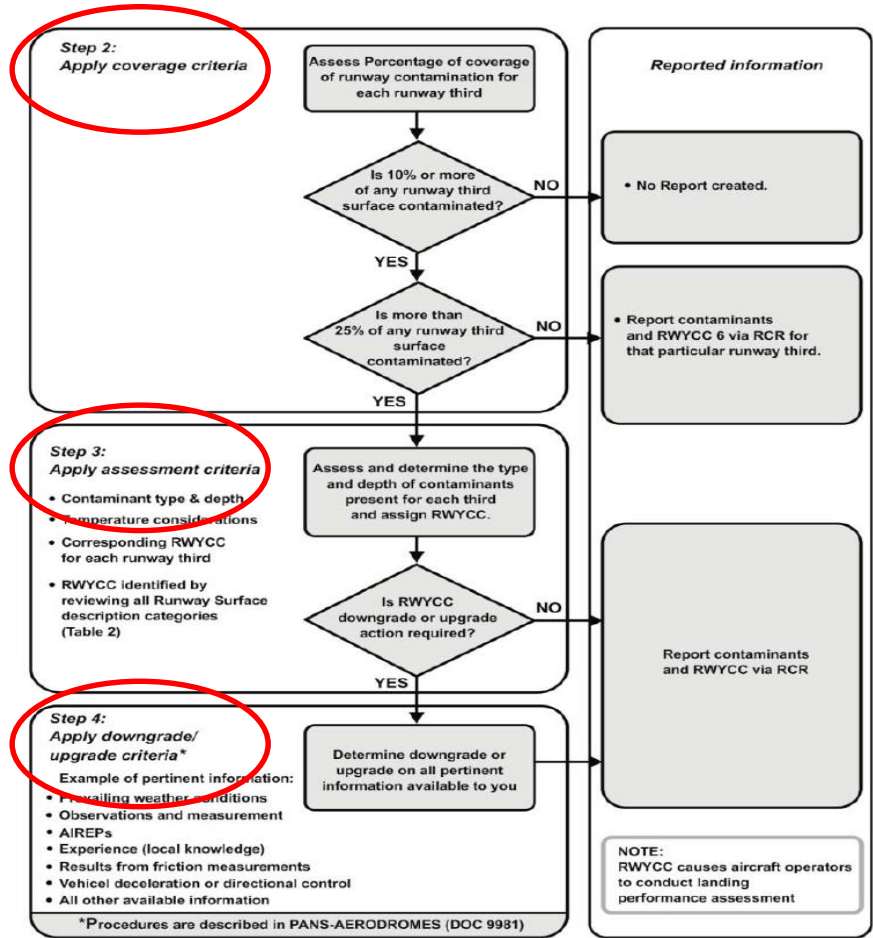 Step 2:
Apply coverage criteria
Assess Percentage of coverage
of runway contamination for
each runway third
Is 10% or more
of any runway third
surface contaminated?
NO
YES
Is more than
25% of any runway third
surface
contaminated?
NO
YES
Step 3:
Apply assessment criteria
• Contaminant type & depth
• Temperature considerations
• Corresponding RWYCC
for each runway third
• RWYCC identified by
reviewing all Runway Surface
description categories
(Table 2)
Assess and determine the type
and depth of contaminants
present for each third
and assign RWYCC.
Is RWYCC
downgrade or upgrade
action required?
NO
YES
Step 4:
Apply downgrade/
upgrade criteria*
Example of pertinent information:
• Prevailing weather conditions
• Observations and measurement
• AIREPs
• Experience (local knowledge)
• Results from friction measurements
• Vehicel deceleration or directional control
• All other available information
Determine downgrade or
upgrade on all pertinent
information available to you
*Procedures are described in PANS-AERODROMES (DOC 9981)
Reported information
• No Report created.
• Report contaminants
and RWYCC 6 via RCR for
that particular runway third.
Report contaminants
and RWYCC via RCR
NOTE:
RWYCC causes aircraft operators
to conduct landing
performance assessment